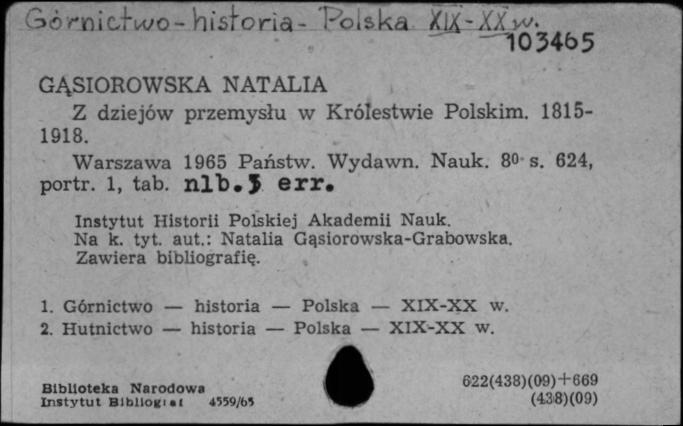 Górnictwo - historia - Polska XIX-XX w.
103465
GĄSIOROWSKA NATALIA
Z dziejów przemysłu w Królestwie Polskim. 1815-
1918.
Warszawa 1965 Państw. Wydawn. Nauk. 8º s. 624,
portr. 1, tab. nlb. 5 err.
Instytut Historii Polskiej Akademii Nauk.
Na k. tyt. aut.: Natalia Gąsiorowska-Grabowska.
Zawiera bibliografię.
1. Górnictwo — historia — Polska — XIX-XX w.
2. Hutnictwo — historia — Polska — XIX-XX w.
Biblioteka Narodowa 622(438)(09)+669
Instytut 4559/65 (438)(09)